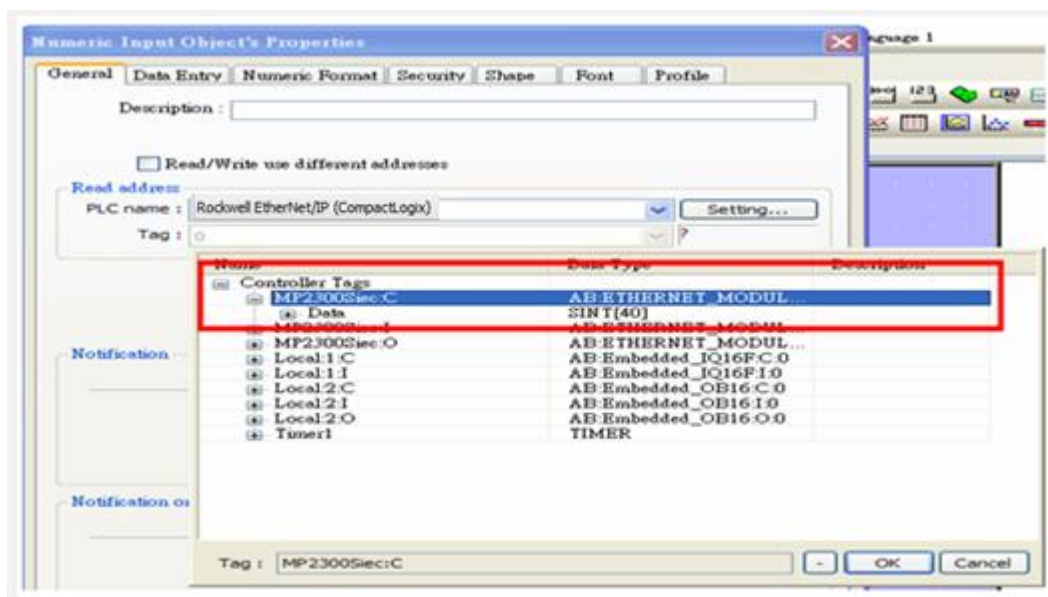 Numeric Input Object's Properties
nguage 1
General Data Entry Numeric Format Security Shape Font Profile
Description :
Read/Write use different addresses
Read address
PLC name : Rockwell EtherNet/IP (CompactLogix) Setting...
Tag : 0 ?
Name Data Type Description
Controller Tags
MP2300Siec:C AB:ETHERNET_MODUL...
Data SINT[40]
MP2300Siec:I AB:ETHERNET_MODUL...
MP2300Siec:O AB:ETHERNET_MODUL...
Local:1:C AB:Embedded_IQ16F:C:0
Local:1:I AB:Embedded_IQ16F:I:0
Local:2:C AB:Embedded_OB16:C:0
Local:2:I AB:Embedded_OB16:I:0
Local:2:O AB:Embedded_OB16:O:0
Timer1 TIMER
Notification
Notification on
Tag : MP2300Siec:C - OK Cancel